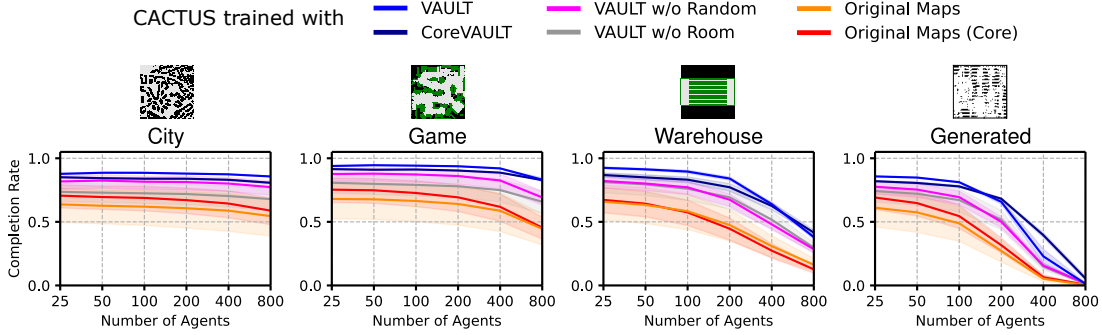 CACTUS trained with
VAULT
CoreVAULT
VAULT w/o Random
VAULT w/o Room
Original Maps
Original Maps (Core)
City
Game
Warehouse
Generated
Completion Rate
1.0
0.5
0.0
25 50 100 200 400 800
Number of Agents
1.0
0.5
0.0
25 50 100 200 400 800
Number of Agents
1.0
0.5
0.0
25 50 100 200 400 800
Number of Agents
1.0
0.5
0.0
25 50 100 200 400 800
Number of Agents